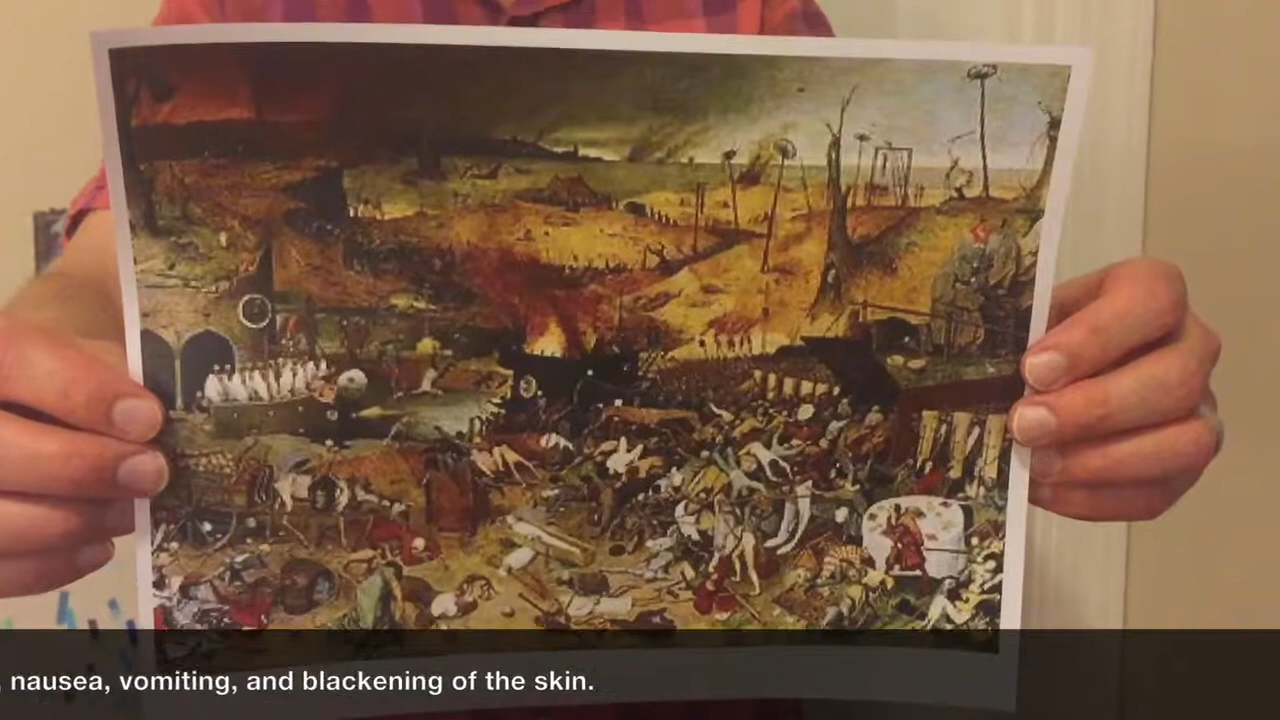 , nausea, vomiting, and blackening of the skin.